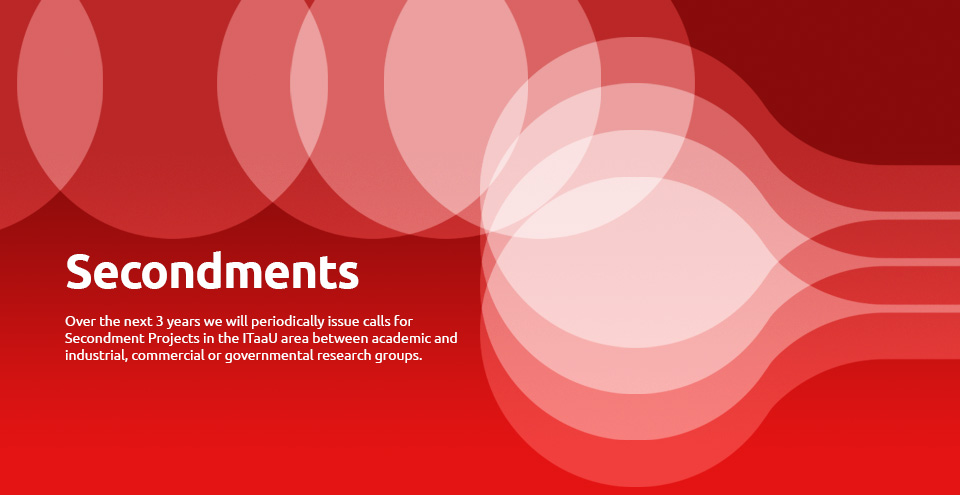 Secondments
Over the next 3 years we will periodically issue calls for
Secondment Projects in the ITaaU area between academic and
industrial, commercial or governmental research groups.